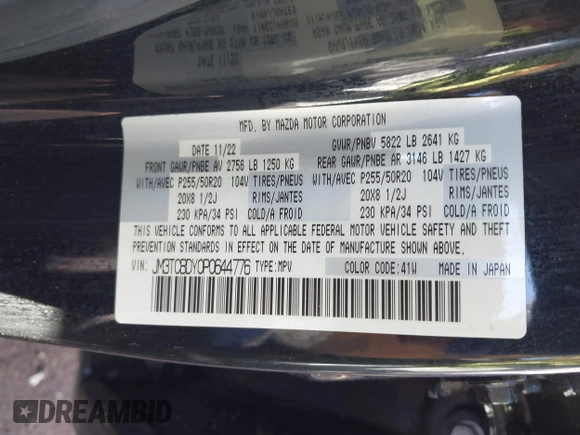 MFD. BY MAZDA MOTOR CORPORATION
DATE 11/22 GVWR/PNBV 5822 LB 2641 KG
FRONT GAWR/PNBE AV 2756 LB 1250 KG REAR GAWR/PNBE AR 3146 LB 1427 KG
WITH/AVEC P255/50R20 104V TIRES/PNEUS WITH/AVEC P255/50R20 104V TIRES/PNEUS
20X8 1/2J RIMS/JANTES 20X8 1/2J RIMS/JANTES
230 KPA/34 PSI COLD/A FROID 230 KPA/34 PSI COLD/A FROID
THIS VEHICLE CONFORMS TO ALL APPLICABLE FEDERAL MOTOR VEHICLE SAFETY AND THEFT
PREVENTION STANDARDS IN EFFECT ON THE DATE OF MANUFACTURE SHOWN ABOVE.
VIN: JM3TCBDY0P0644776 TYPE:MPV COLOR CODE:41W MADE IN JAPAN
DREAMBID